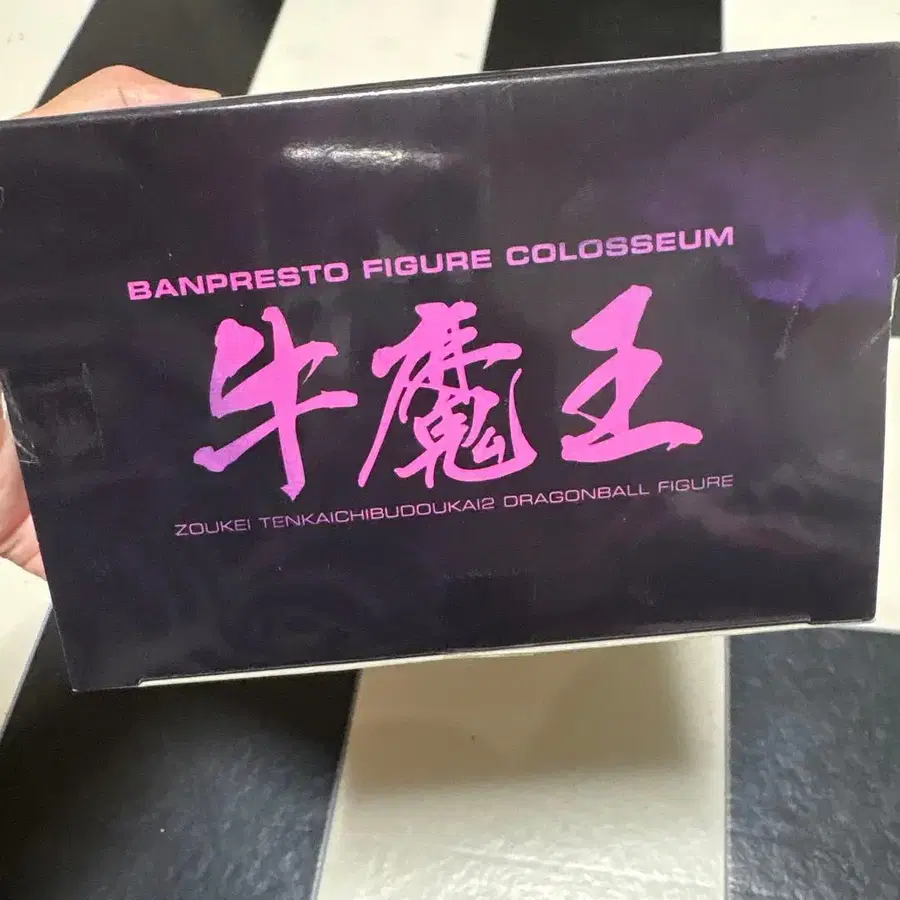 BANPRESTO FIGURE COLOSSEUM
牛魔王
ZOUKEI TENKAICHIBUDOUKAI2 DRAGONBALL FIGURE